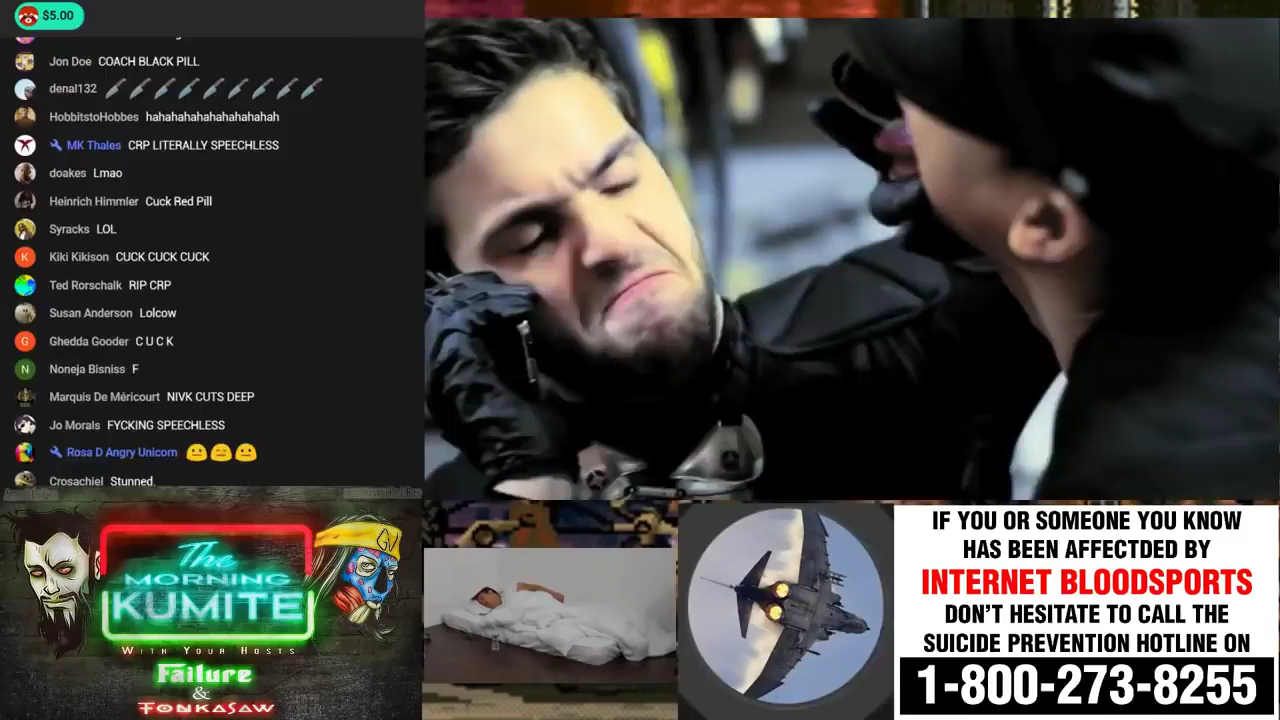 $5.00
Jon Doe COACH BLACK PILL
denal132
HobbitstoHobbes hahahahahahahahahahah
MK Thales CRP LITERALLY SPEECHLESS
doakes Lmao
Heinrich Himmler Cuck Red Pill
Syracks LOL
K Kiki Kikison CUCK CUCK CUCK
Ted Rorschalk RIP CRP
Susan Anderson Lolcow
G Ghedda Gooder C U C K
N Noneja Bisniss F
Marquis De Méricourt NIVK CUTS DEEP
Jo Morals FYCKING SPEECHLESS
Rosa D Angry Unicorn
Crosachiel Stunned.
The
MORNING
KUMITE
WITH YOUR HOSTS
Failure
&
TONKASAW
GV
IF YOU OR SOMEONE YOU KNOW
HAS BEEN AFFECTDED BY
INTERNET BLOODSPORTS
DON'T HESITATE TO CALL THE
SUICIDE PREVENTION HOTLINE ON
1-800-273-8255